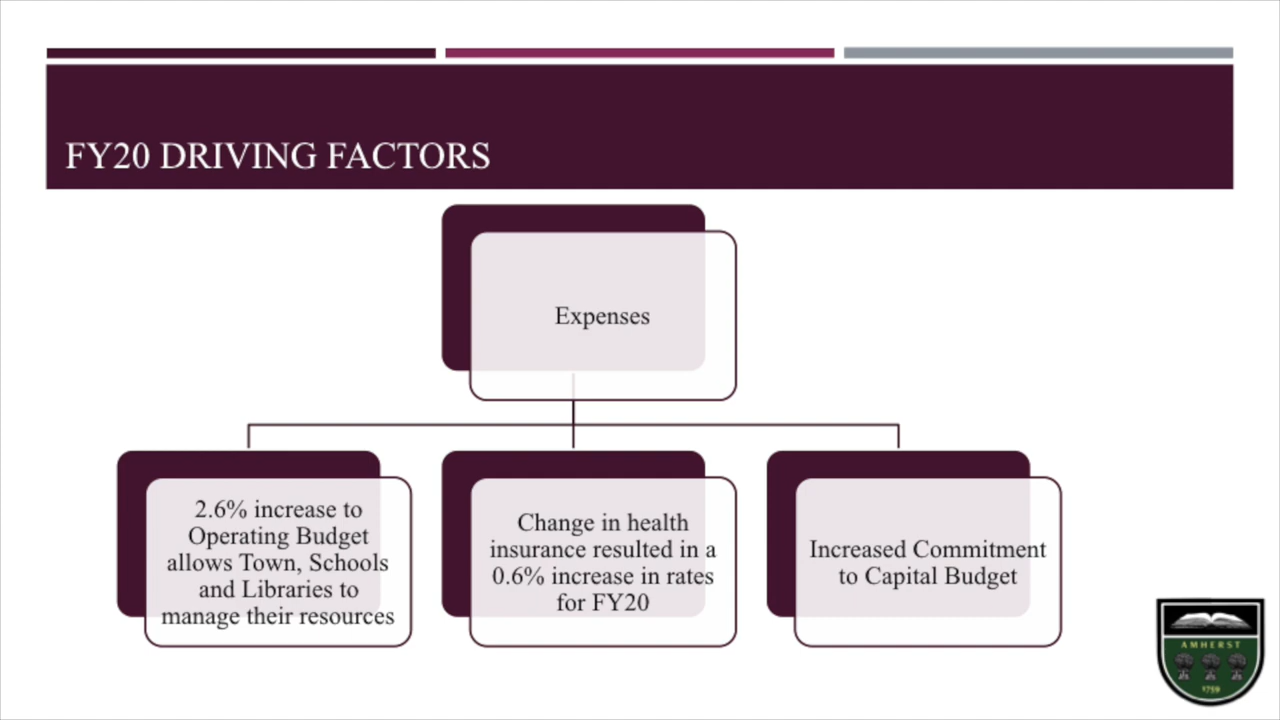 FY20 DRIVING FACTORS
Expenses
2.6% increase to
Operating Budget
allows Town, Schools
and Libraries to
manage their resources
Change in health
insurance resulted in a
0.6% increase in rates
for FY20
Increased Commitment
to Capital Budget
AMHERST
1759